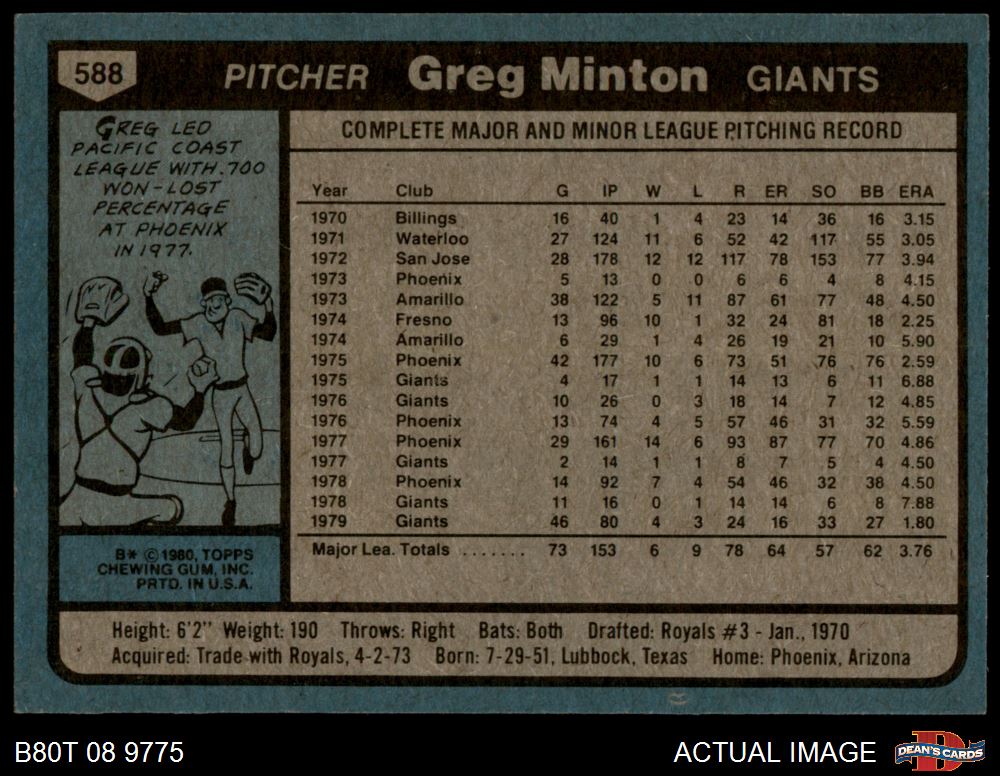 588 PITCHER Greg Minton GIANTS
GREG LED
PACIFIC COAST
LEAGUE WITH .700
WON-LOST
PERCENTAGE
AT PHOENIX
IN 1977.
B* © 1980, TOPPS
CHEWING GUM, INC.
PRTD. IN U.S.A.
COMPLETE MAJOR AND MINOR LEAGUE PITCHING RECORD
Year Club G IP W L R ER SO BB ERA
1970 Billings 16 40 1 4 23 14 36 16 3.15
1971 Waterloo 27 124 11 6 52 42 117 55 3.05
1972 San Jose 28 178 12 12 117 78 153 77 3.94
1973 Phoenix 5 13 0 0 6 6 4 8 4.15
1973 Amarillo 38 122 5 11 87 61 77 48 4.50
1974 Fresno 13 96 10 1 32 24 81 18 2.25
1974 Amarillo 6 29 1 4 26 19 21 10 5.90
1975 Phoenix 42 177 10 6 73 51 76 76 2.59
1975 Giants 4 17 1 1 14 13 6 11 6.88
1976 Giants 10 26 0 3 18 14 7 12 4.85
1976 Phoenix 13 74 4 5 57 46 31 32 5.59
1977 Phoenix 29 161 14 6 93 87 77 70 4.86
1977 Giants 2 14 1 1 8 7 5 4 4.50
1978 Phoenix 14 92 7 4 54 46 32 38 4.50
1978 Giants 11 16 0 1 14 14 6 8 7.88
1979 Giants 46 80 4 3 24 16 33 27 1.80
Major Lea. Totals ....... 73 153 6 9 78 64 57 62 3.76
Height: 6'2" Weight: 190 Throws: Right Bats: Both Drafted: Royals #3 - Jan., 1970
Acquired: Trade with Royals, 4-2-73 Born: 7-29-51, Lubbock, Texas Home: Phoenix, Arizona
B80T 08 9775 ACTUAL IMAGE D DEAN'S CARDS